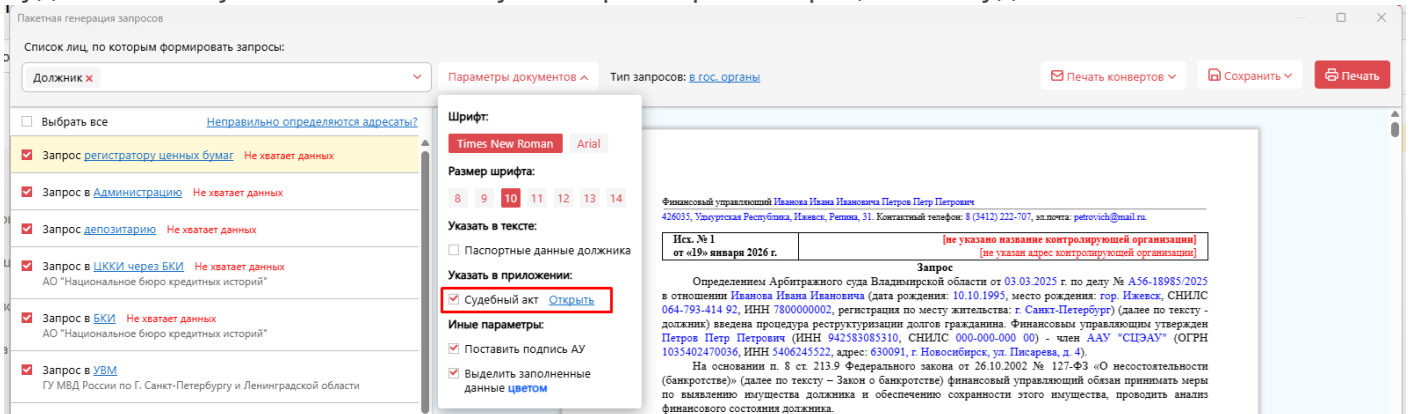 Пакетная генерация запросов
Список лиц, по которым формировать запросы:
Должник ×
Параметры документов
Тип запросов: в гос. органы
Печать конвертов
Сохранить
Печать
Выбрать все
Неправильно определяются адресаты?
Запрос регистратору ценных бумаг Не хватает данных
Запрос в Администрацию Не хватает данных
Запрос депозитарию Не хватает данных
Запрос в ЦККИ через БКИ Не хватает данных
АО "Национальное бюро кредитных историй"
Запрос в БКИ Не хватает данных
АО "Национальное бюро кредитных историй"
Запрос в УВМ
ГУ МВД России по Г. Санкт-Петербургу и Ленинградской области
Шрифт:
Times New Roman Arial
Размер шрифта:
8 9 10 11 12 13 14
Указать в тексте:
Паспортные данные должника
Указать в приложении:
Судебный акт Открыть
Иные параметры:
Поставить подпись АУ
Выделить заполненные
данные цветом
Финансовый управляющий Иванова Ивана Ивановича Петров Петр Петрович
426035, Удмуртская Республика, Ижевск, Репина, 31. Контактный телефон: 8 (3412) 222-707, эл.почта: petrovich@mail.ru.
Исх. № 1
от «19» января 2026 г.
[не указано название контролирующей организации]
[не указан адрес контролирующей организации]
Запрос
Определением Арбитражного суда Владимирской области от 03.03.2025 г. по делу № А56-18985/2025
в отношении Иванова Ивана Ивановича (дата рождения: 10.10.1995, место рождения: гор. Ижевск, СНИЛС
064-793-414 92, ИНН 7800000002, регистрация по месту жительства: г. Санкт-Петербург) (далее по тексту -
должник) введена процедура реструктуризации долгов гражданина. Финансовым управляющим утвержден
Петров Петр Петрович (ИНН 942583085310, СНИЛС 000-000-000 00) - член ААУ "СЦЭАУ" (ОГРН
1035402470036, ИНН 5406245522, адрес: 630091, г. Новосибирск, ул. Писарева, д. 4).
На основании п. 8 ст. 213.9 Федерального закона от 26.10.2002 № 127-ФЗ «О несостоятельности
(банкротстве)» (далее по тексту – Закон о банкротстве) финансовый управляющий обязан принимать меры
по выявлению имущества должника и обеспечению сохранности этого имущества, проводить анализ
финансового состояния должника.